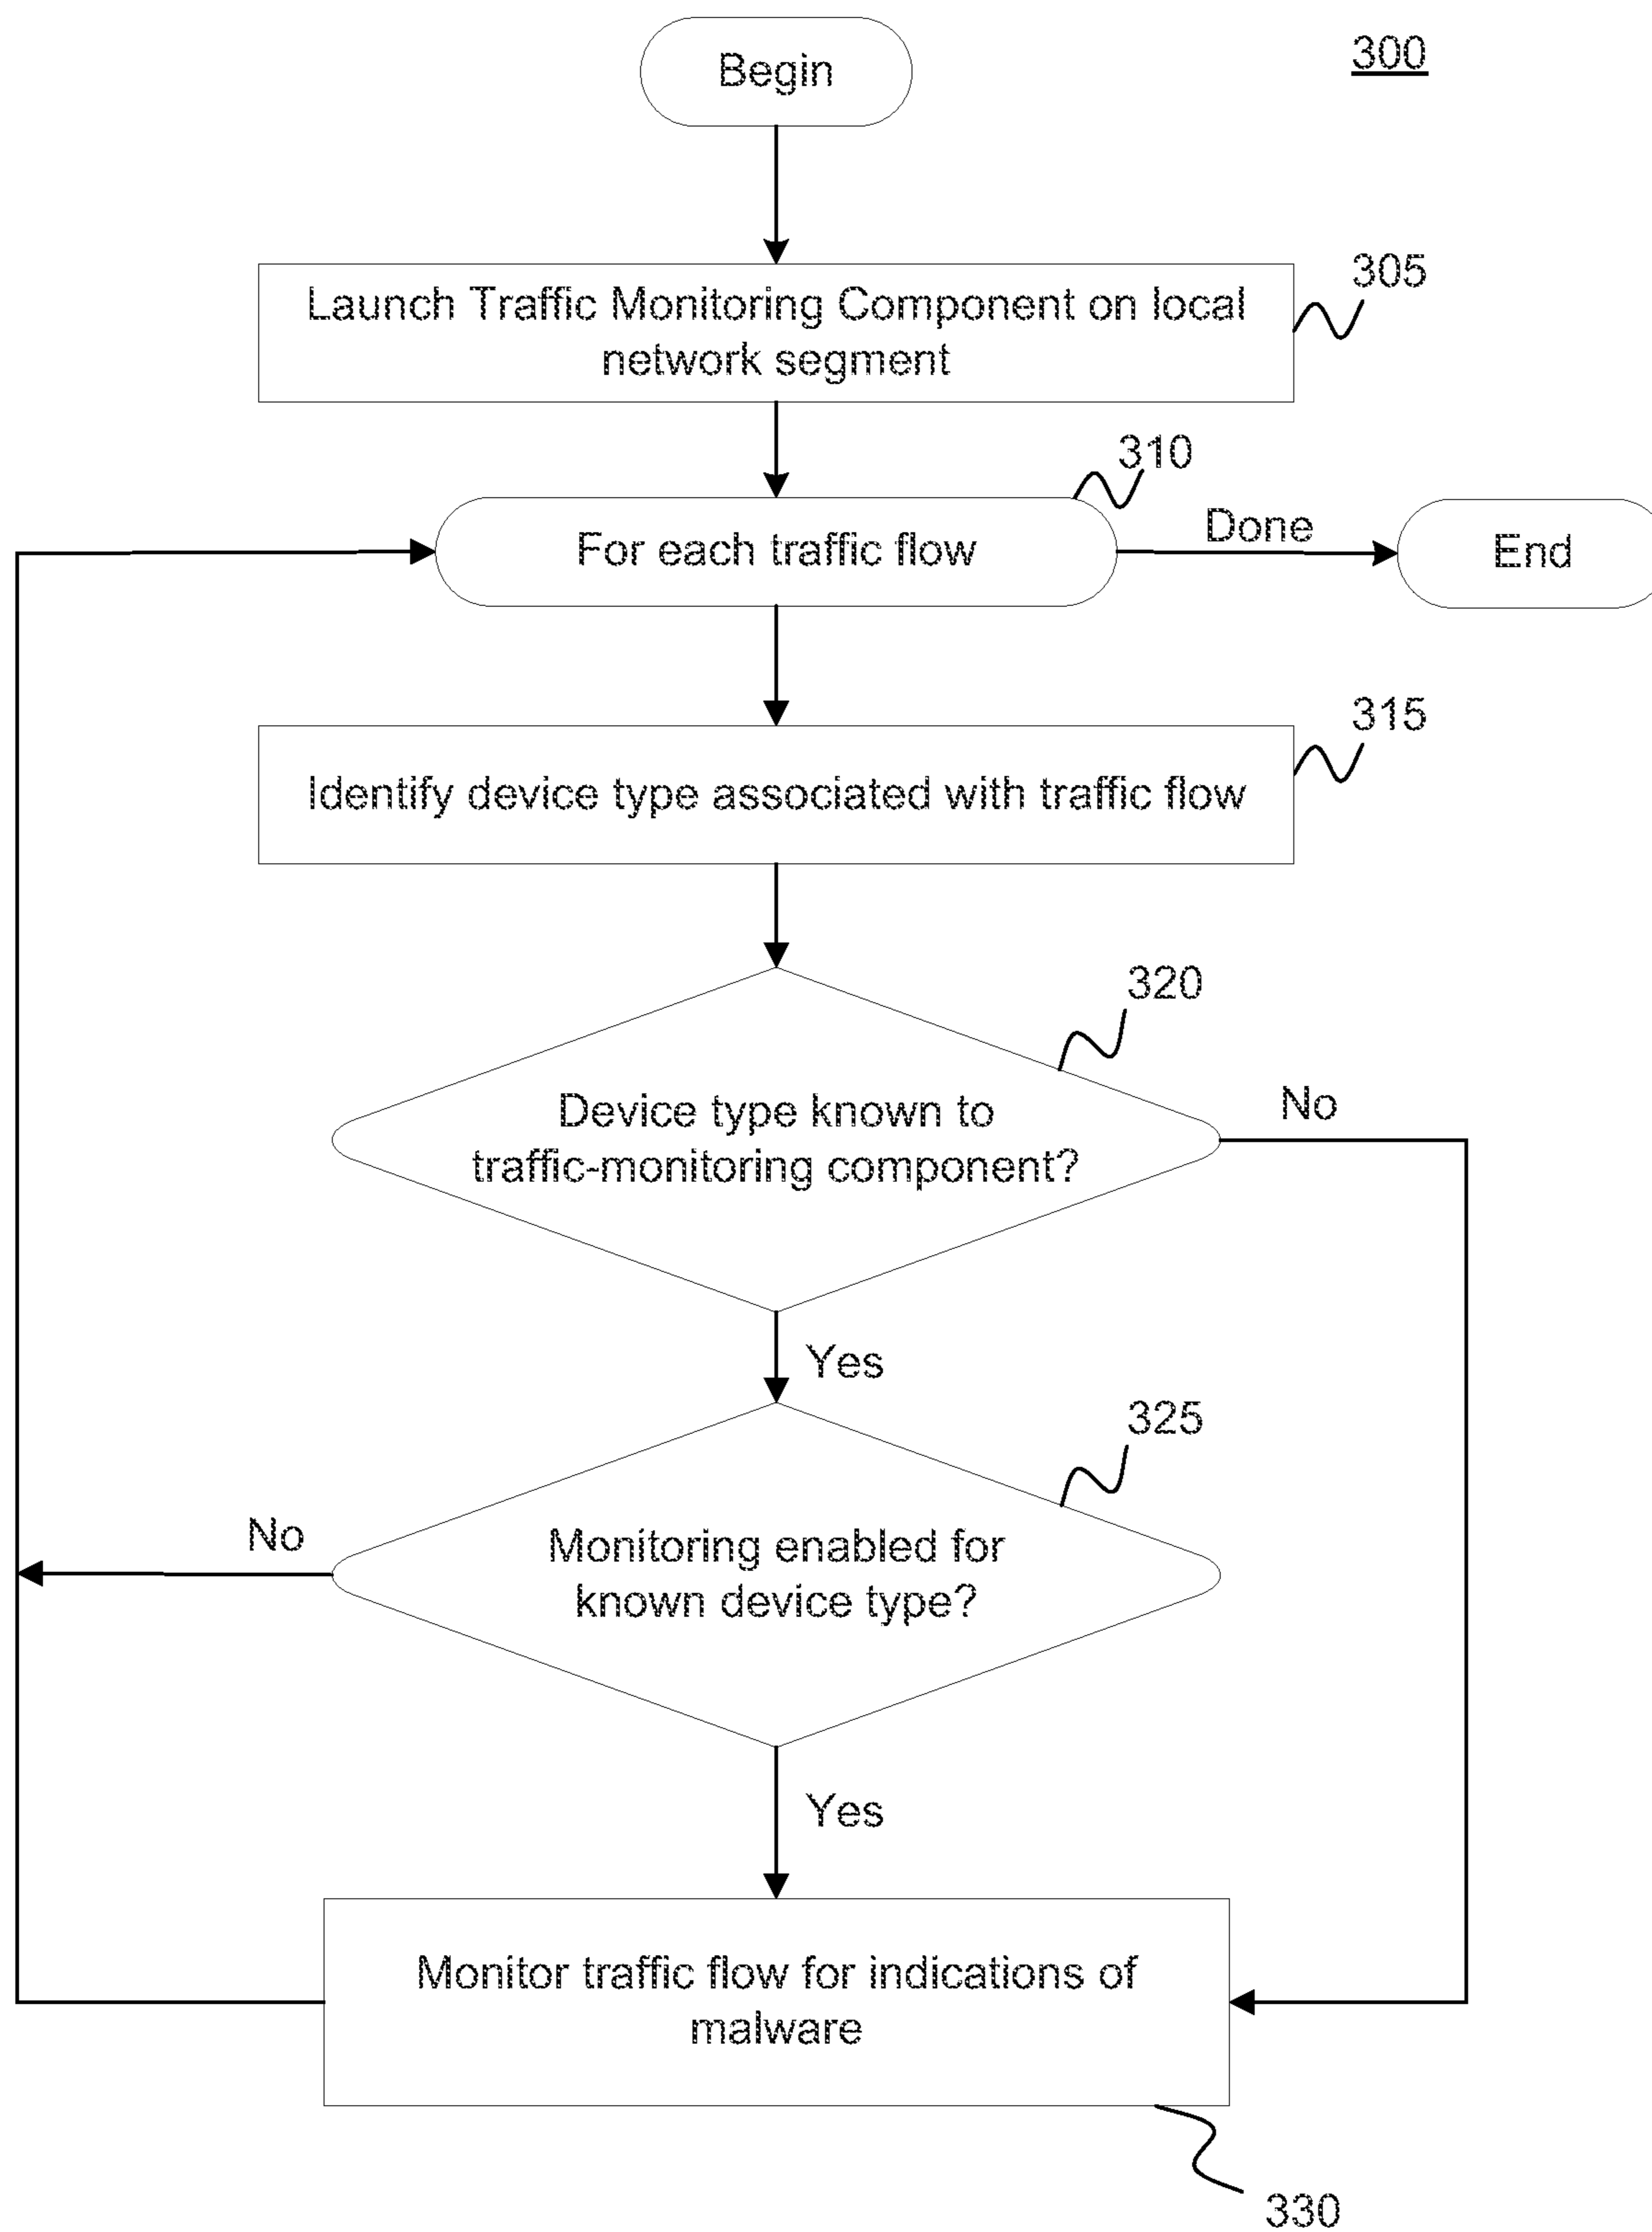 Begin
300
Launch Traffic Monitoring Component on local
network segment
305
310
For each traffic flow
Done
End
Identify device type associated with traffic flow
315
320
Device type known to
traffic-monitoring component?
No
Yes
325
Monitoring enabled for
known device type?
No
Yes
Monitor traffic flow for indications of
malware
330